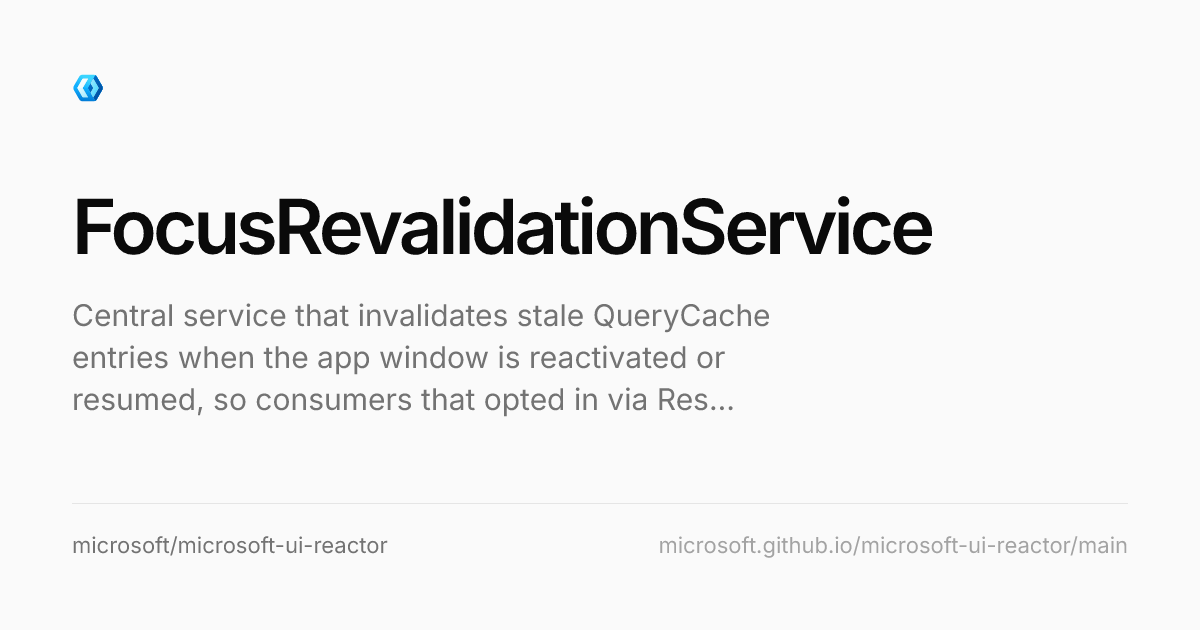 FocusRevalidationService
Central service that invalidates stale QueryCache
entries when the app window is reactivated or
resumed, so consumers that opted in via Res...
microsoft/microsoft-ui-reactor
microsoft.github.io/microsoft-ui-reactor/main